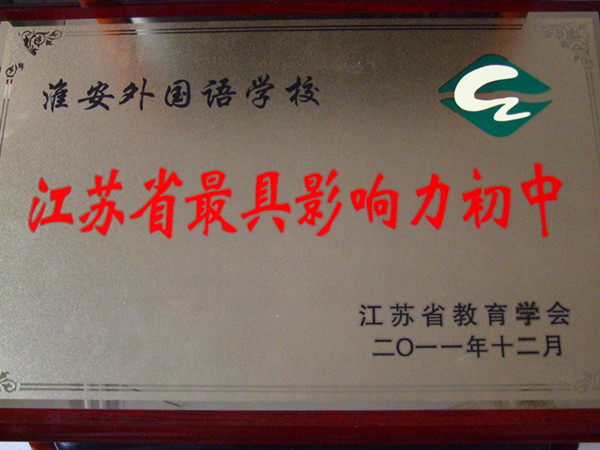 淮安外国语学校
江苏省最具影响力初中
江苏省教育学会
二〇一一年十二月